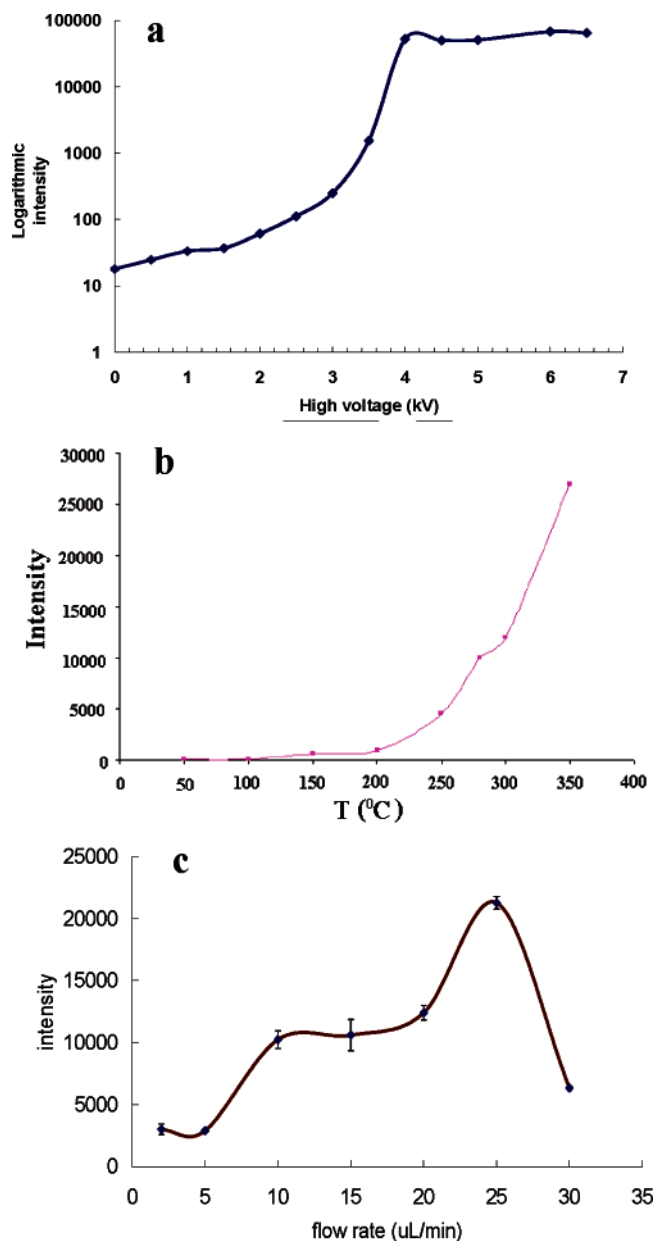 a
100000
10000
1000
100
10
1
Logarithmic
intensity
0 1 2 3 4 5 6 7
High voltage (kV)
b
30000
25000
20000
15000
10000
5000
0
Intensity
0 50 100 150 200 250 300 350 400
T (⁰C)
c
25000
20000
15000
10000
5000
0
intensity
0 5 10 15 20 25 30 35
flow rate (uL/min)